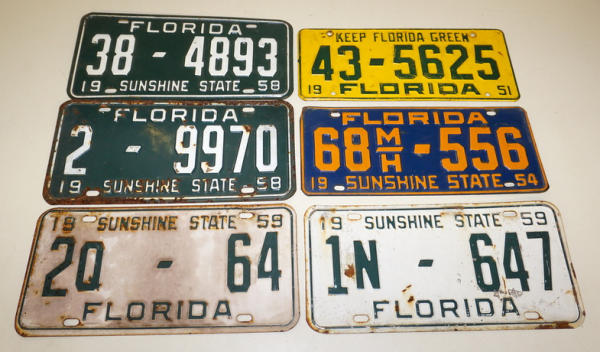 FLORIDA
38-4893
19 SUNSHINE STATE 58
KEEP FLORIDA GREEN
43-5625
19 FLORIDA 51
FLORIDA
2-9970
19 SUNSHINE STATE 58
FLORIDA
68 M/H-556
19 SUNSHINE STATE 54
19 SUNSHINE STATE 59
2Q-64
FLORIDA
19 SUNSHINE STATE 59
1N-647
FLORIDA